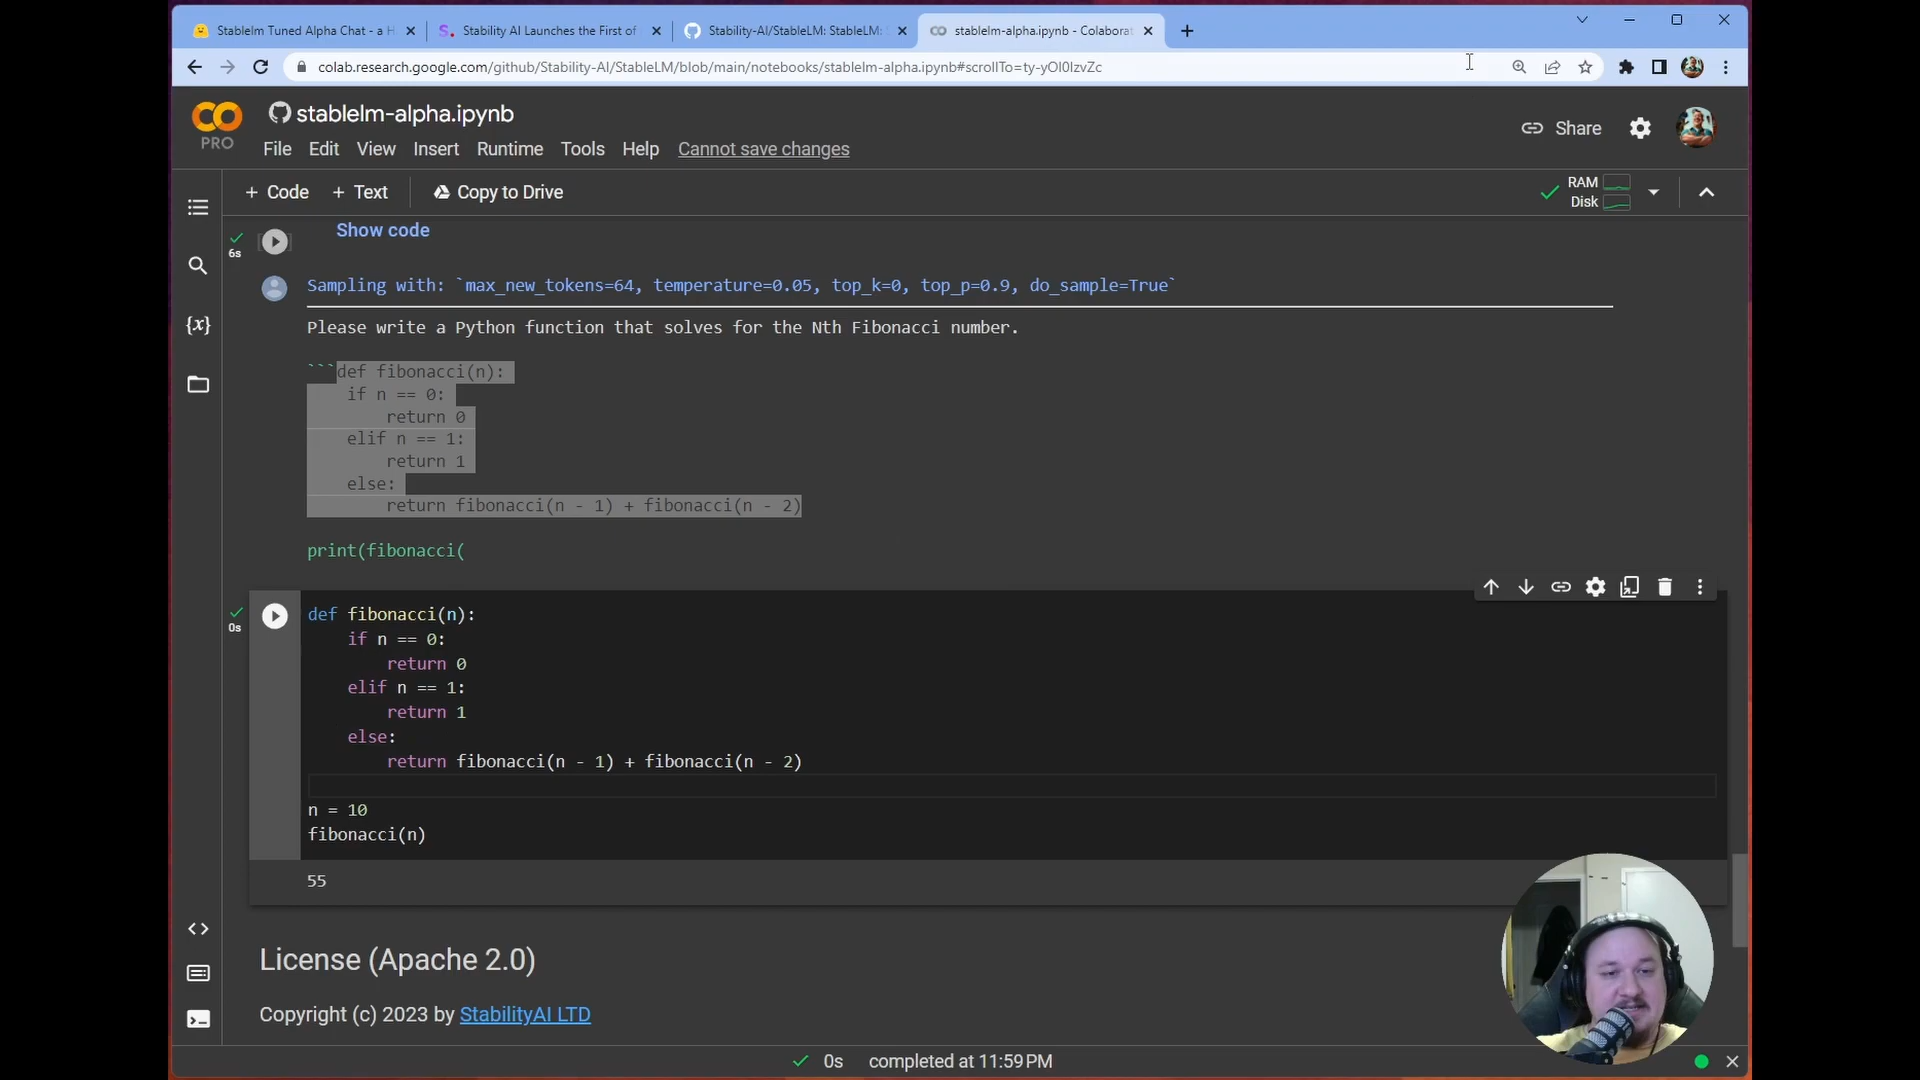 Stablelm Tuned Alpha Chat - a H
Stability AI Launches the First of
Stability-AI/StableLM: StableLM:
stablelm-alpha.ipynb - Colaborat
colab.research.google.com/github/Stability-AI/StableLM/blob/main/notebooks/stablelm-alpha.ipynb#scrollTo=ty-yOl0lzvZc
PRO
stablelm-alpha.ipynb
Share
File Edit View Insert Runtime Tools Help Cannot save changes
+ Code + Text Copy to Drive
RAM
Disk
Show code
6s
Sampling with: `max_new_tokens=64, temperature=0.05, top_k=0, top_p=0.9, do_sample=True`
Please write a Python function that solves for the Nth Fibonacci number.
```def fibonacci(n):
if n == 0:
return 0
elif n == 1:
return 1
else:
return fibonacci(n - 1) + fibonacci(n - 2)
print(fibonacci(
0s
def fibonacci(n):
if n == 0:
return 0
elif n == 1:
return 1
else:
return fibonacci(n - 1) + fibonacci(n - 2)
n = 10
fibonacci(n)
55
License (Apache 2.0)
Copyright (c) 2023 by StabilityAI LTD
0s completed at 11:59 PM